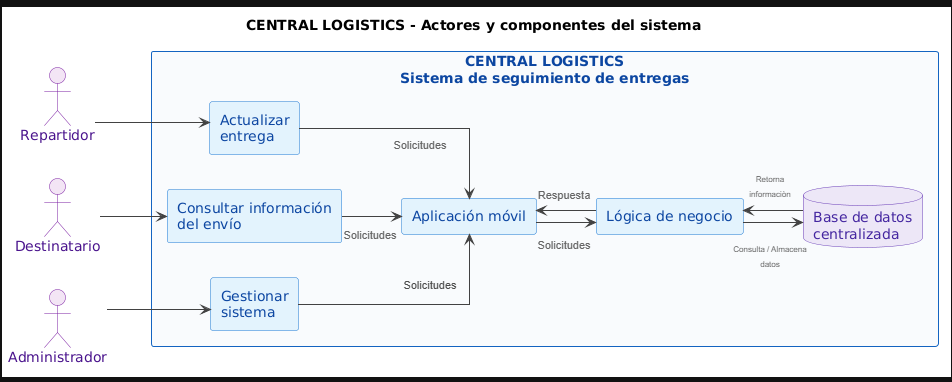 CENTRAL LOGISTICS - Actores y componentes del sistema
CENTRAL LOGISTICS
Sistema de seguimiento de entregas
Repartidor
Actualizar
entrega
Solicitudes
Destinatario
Consultar información
del envío
Solicitudes
Aplicación móvil
Respuesta
Solicitudes
Lógica de negocio
Retorna
información
Consulta / Almacena
datos
Base de datos
centralizada
Administrador
Gestionar
sistema
Solicitudes